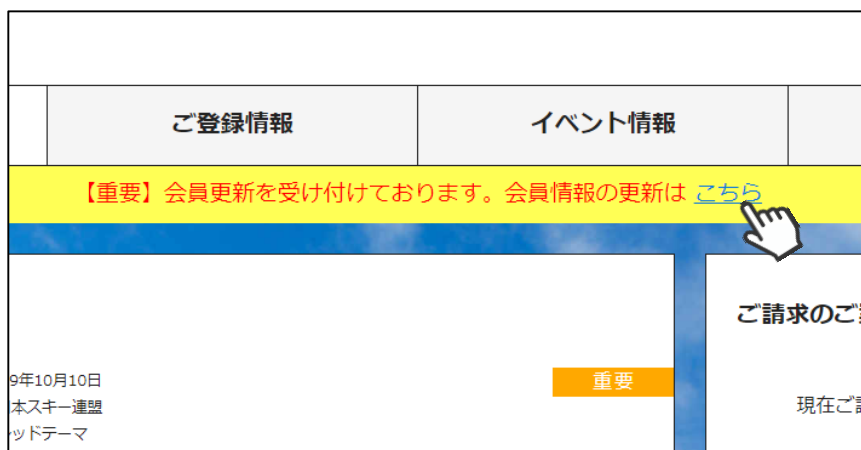 ご登録情報
イベント情報
【重要】会員更新を受け付けております。会員情報の更新は こちら
ご請求のご
9年10月10日
重要
本スキー連盟
現在ご
ッドテーマ